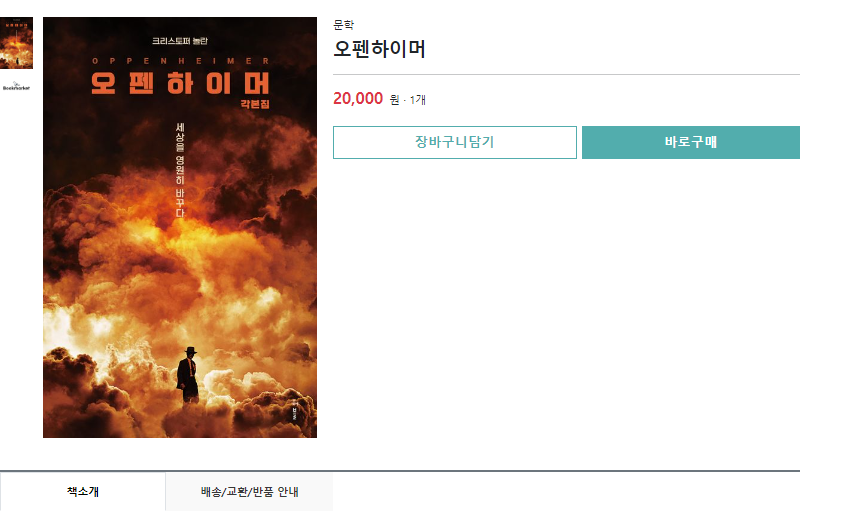 문학
오펜하이머
20,000 원 · 1개
장바구니담기
바로구매
크리스토퍼 놀란
OPPENHEIMER
오펜하이머
각본집
세상을 영원히 바꾸다
Bookmarket
책소개
배송/교환/반품 안내